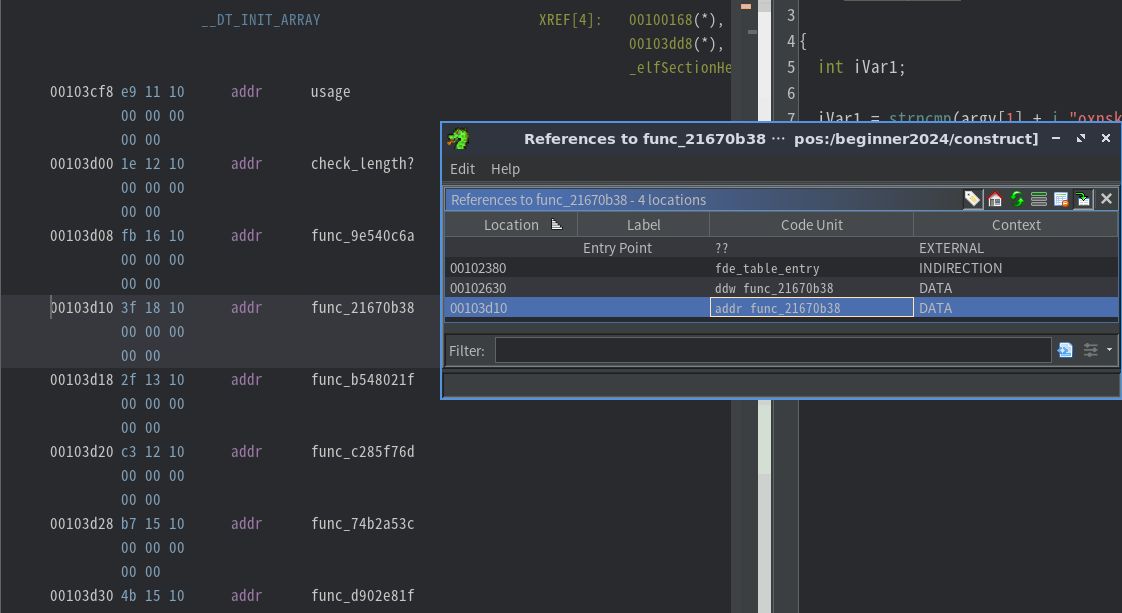 __DT_INIT_ARRAY XREF[4]: 00100168(*),
00103dd8(*),
_elfSectionHe
00103cf8 e9 11 10 addr usage
00 00 00
00 00
00103d00 1e 12 10 addr check_length?
00 00 00
00 00
00103d08 fb 16 10 addr func_9e540c6a
00 00 00
00 00
00103d10 3f 18 10 addr func_21670b38
00 00 00
00 00
00103d18 2f 13 10 addr func_b548021f
00 00 00
00 00
00103d20 c3 12 10 addr func_c285f76d
00 00 00
00 00
00103d28 b7 15 10 addr func_74b2a53c
00 00 00
00 00
00103d30 4b 15 10 addr func_d902e81f
3
4 {
5 int iVar1;
6
7 iVar1 = strncmp(argv[1] + i,"oxnsk
References to func_21670b38 ··· pos:/beginner2024/construct]
Edit Help
References to func_21670b38 - 4 locations
Location Label Code Unit Context
Entry Point ?? EXTERNAL
00102380 fde_table_entry INDIRECTION
00102630 ddw func_21670b38 DATA
00103d10 addr func_21670b38 DATA
Filter: